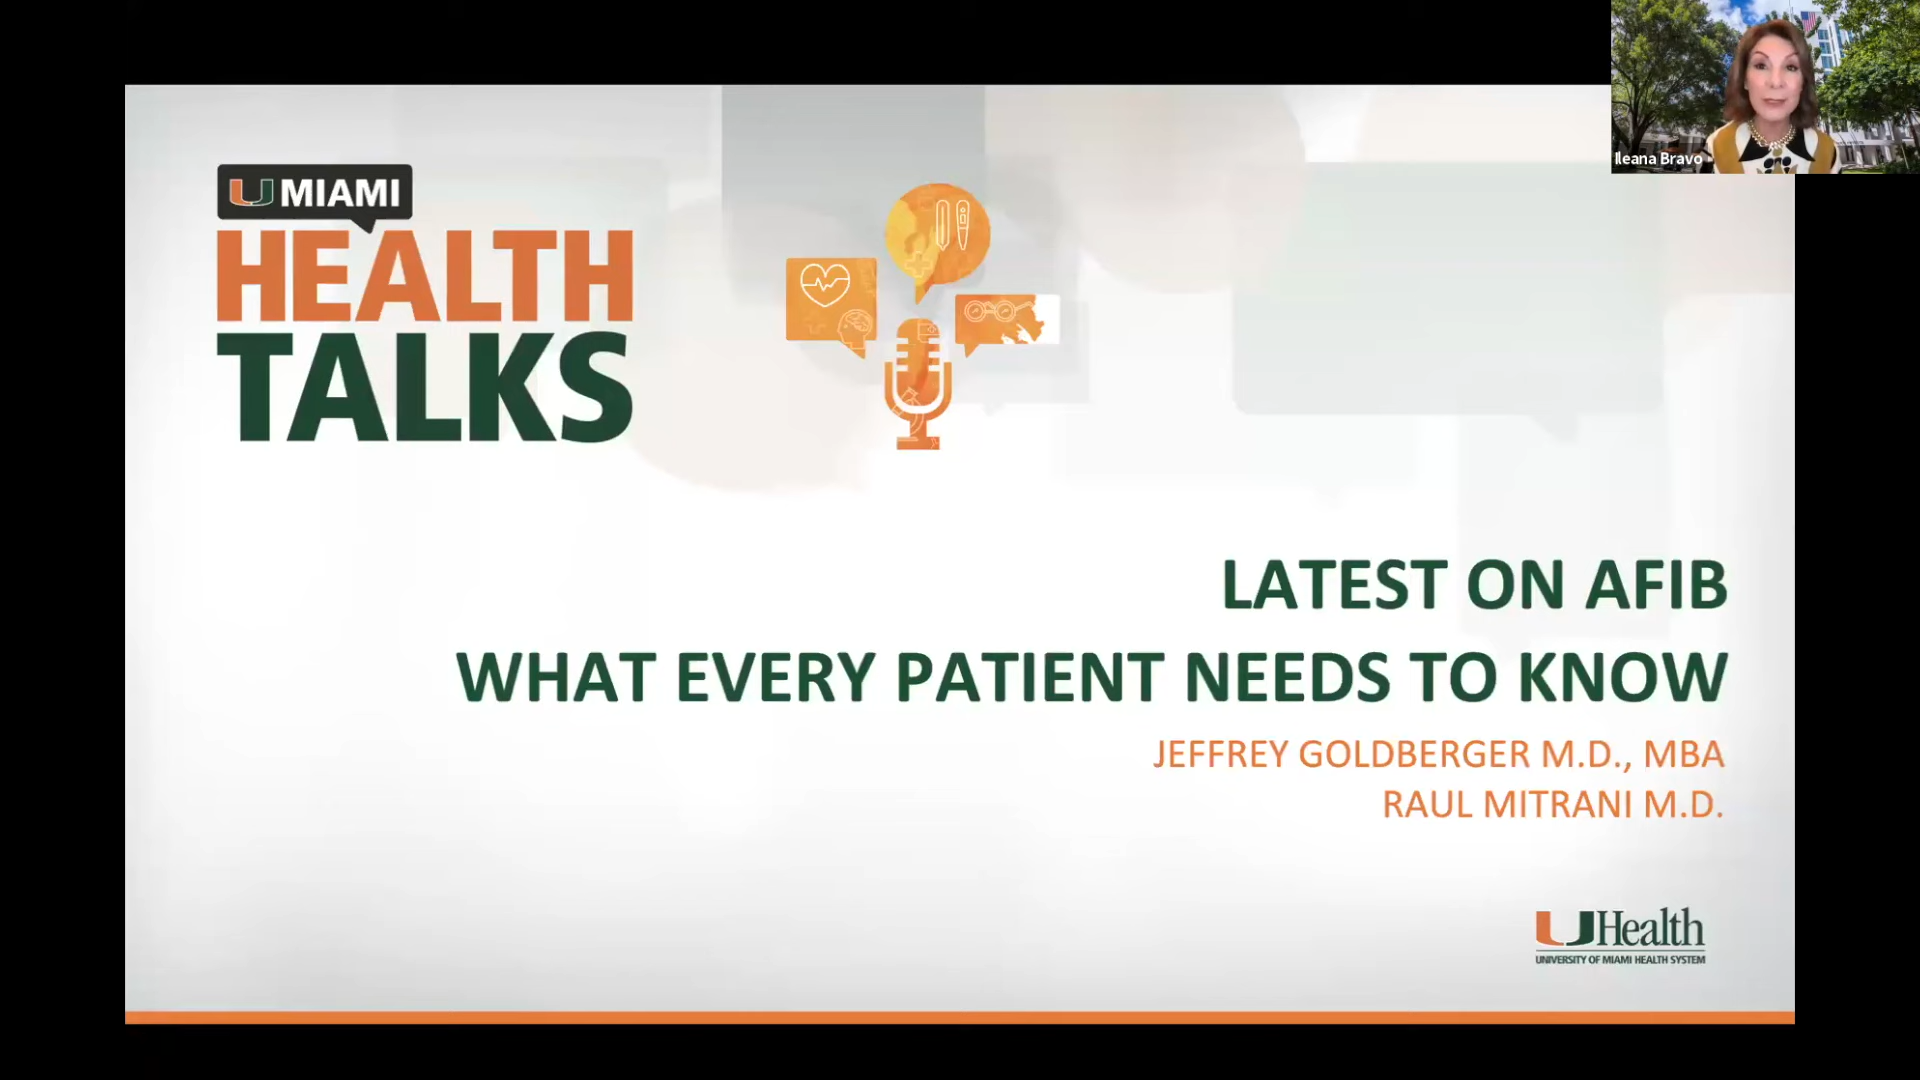 Ileana Bravo
U MIAMI
HEALTH
TALKS
LATEST ON AFIB
WHAT EVERY PATIENT NEEDS TO KNOW
JEFFREY GOLDBERGER M.D., MBA
RAUL MITRANI M.D.
UHealth
UNIVERSITY OF MIAMI HEALTH SYSTEM